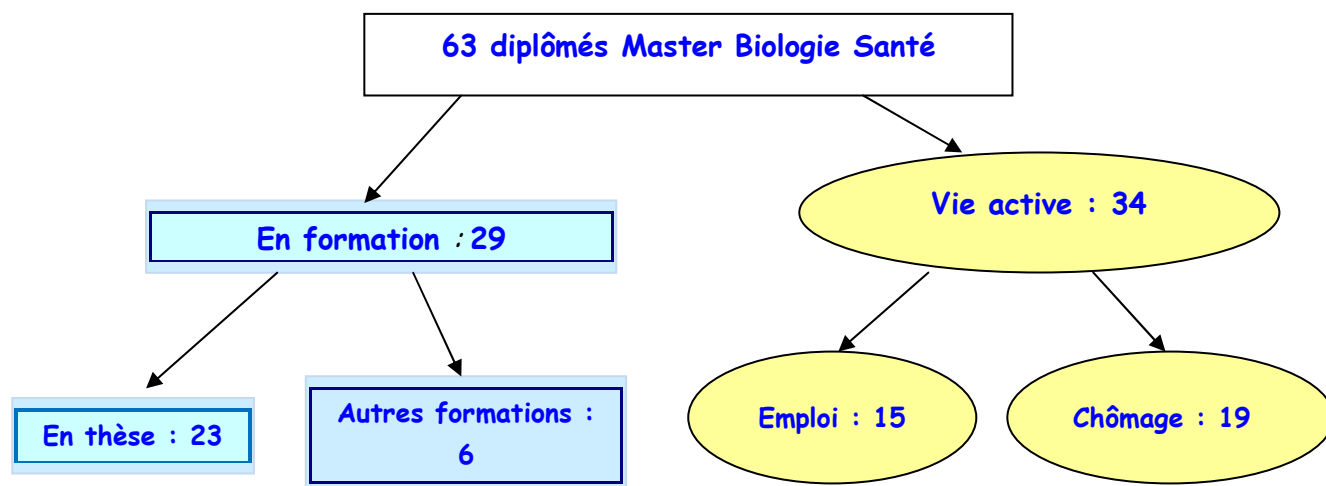 63 diplômés Master Biologie Santé
En formation : 29
Vie active : 34
En thèse : 23
Autres formations :
6
Emploi : 15
Chômage : 19